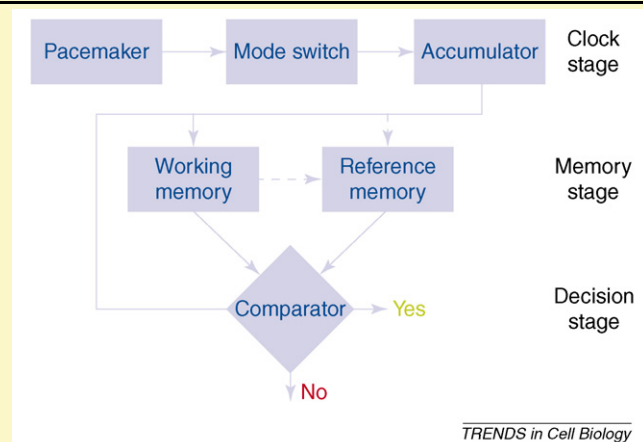 Pacemaker
Mode switch
Accumulator
Clock
stage
Working
memory
Reference
memory
Memory
stage
Comparator
Yes
Decision
stage
No
TRENDS in Cell Biology